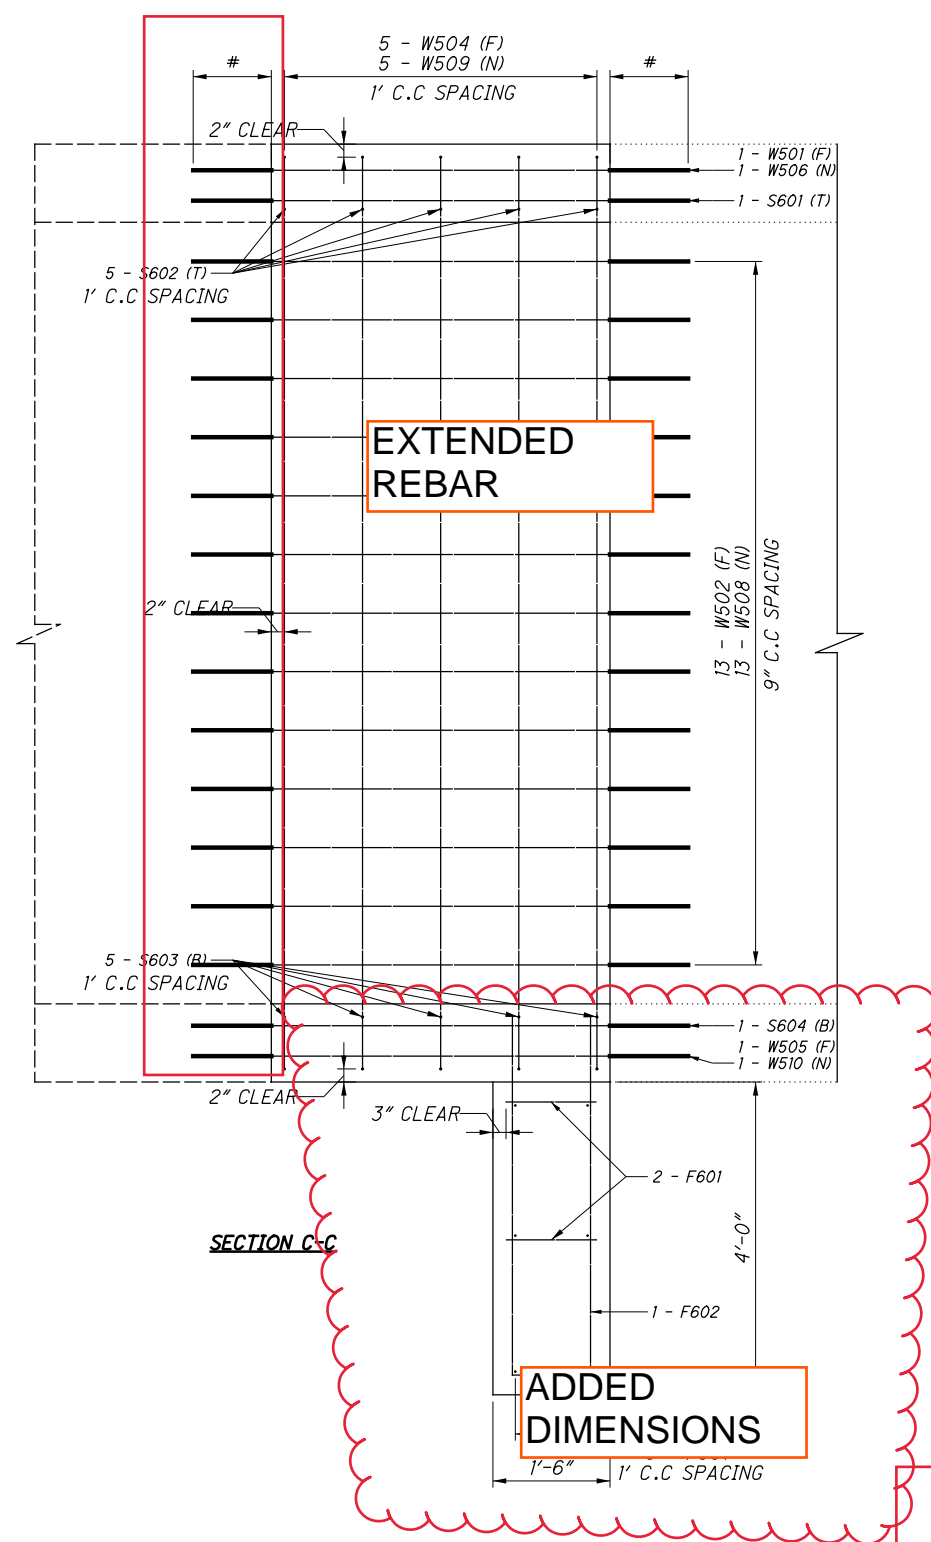 5 - W504 (F)
5 - W509 (N)
1' C.C SPACING
#
#
2" CLEAR
1 - W501 (F)
1 - W506 (N)
1 - S601 (T)
5 - S602 (T)
1' C.C SPACING
EXTENDED
REBAR
13 - W502 (F)
13 - W508 (N)
9" C.C SPACING
2" CLEAR
5 - S603 (B)
1' C.C SPACING
1 - S604 (B)
1 - W505 (F)
1 - W510 (N)
2" CLEAR
3" CLEAR
2 - F601
4'-0"
SECTION C-C
1 - F602
ADDED
DIMENSIONS
1'-6"
1' C.C SPACING